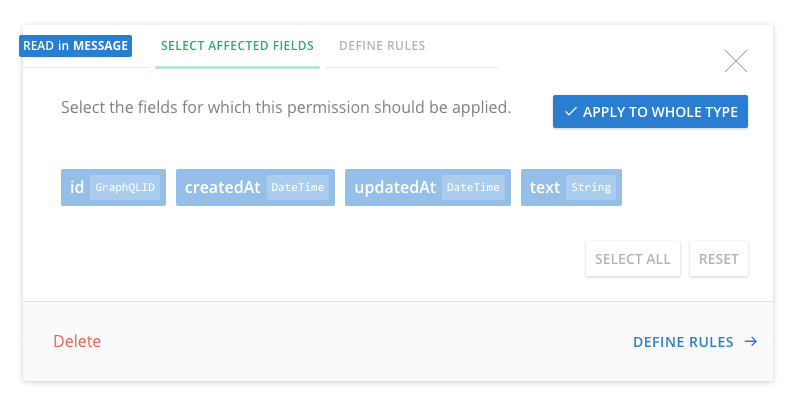 READ in MESSAGE SELECT AFFECTED FIELDS DEFINE RULES
Select the fields for which this permission should be applied. APPLY TO WHOLE TYPE
id GraphQLID createdAt DateTime updatedAt DateTime text String
SELECT ALL RESET
Delete DEFINE RULES